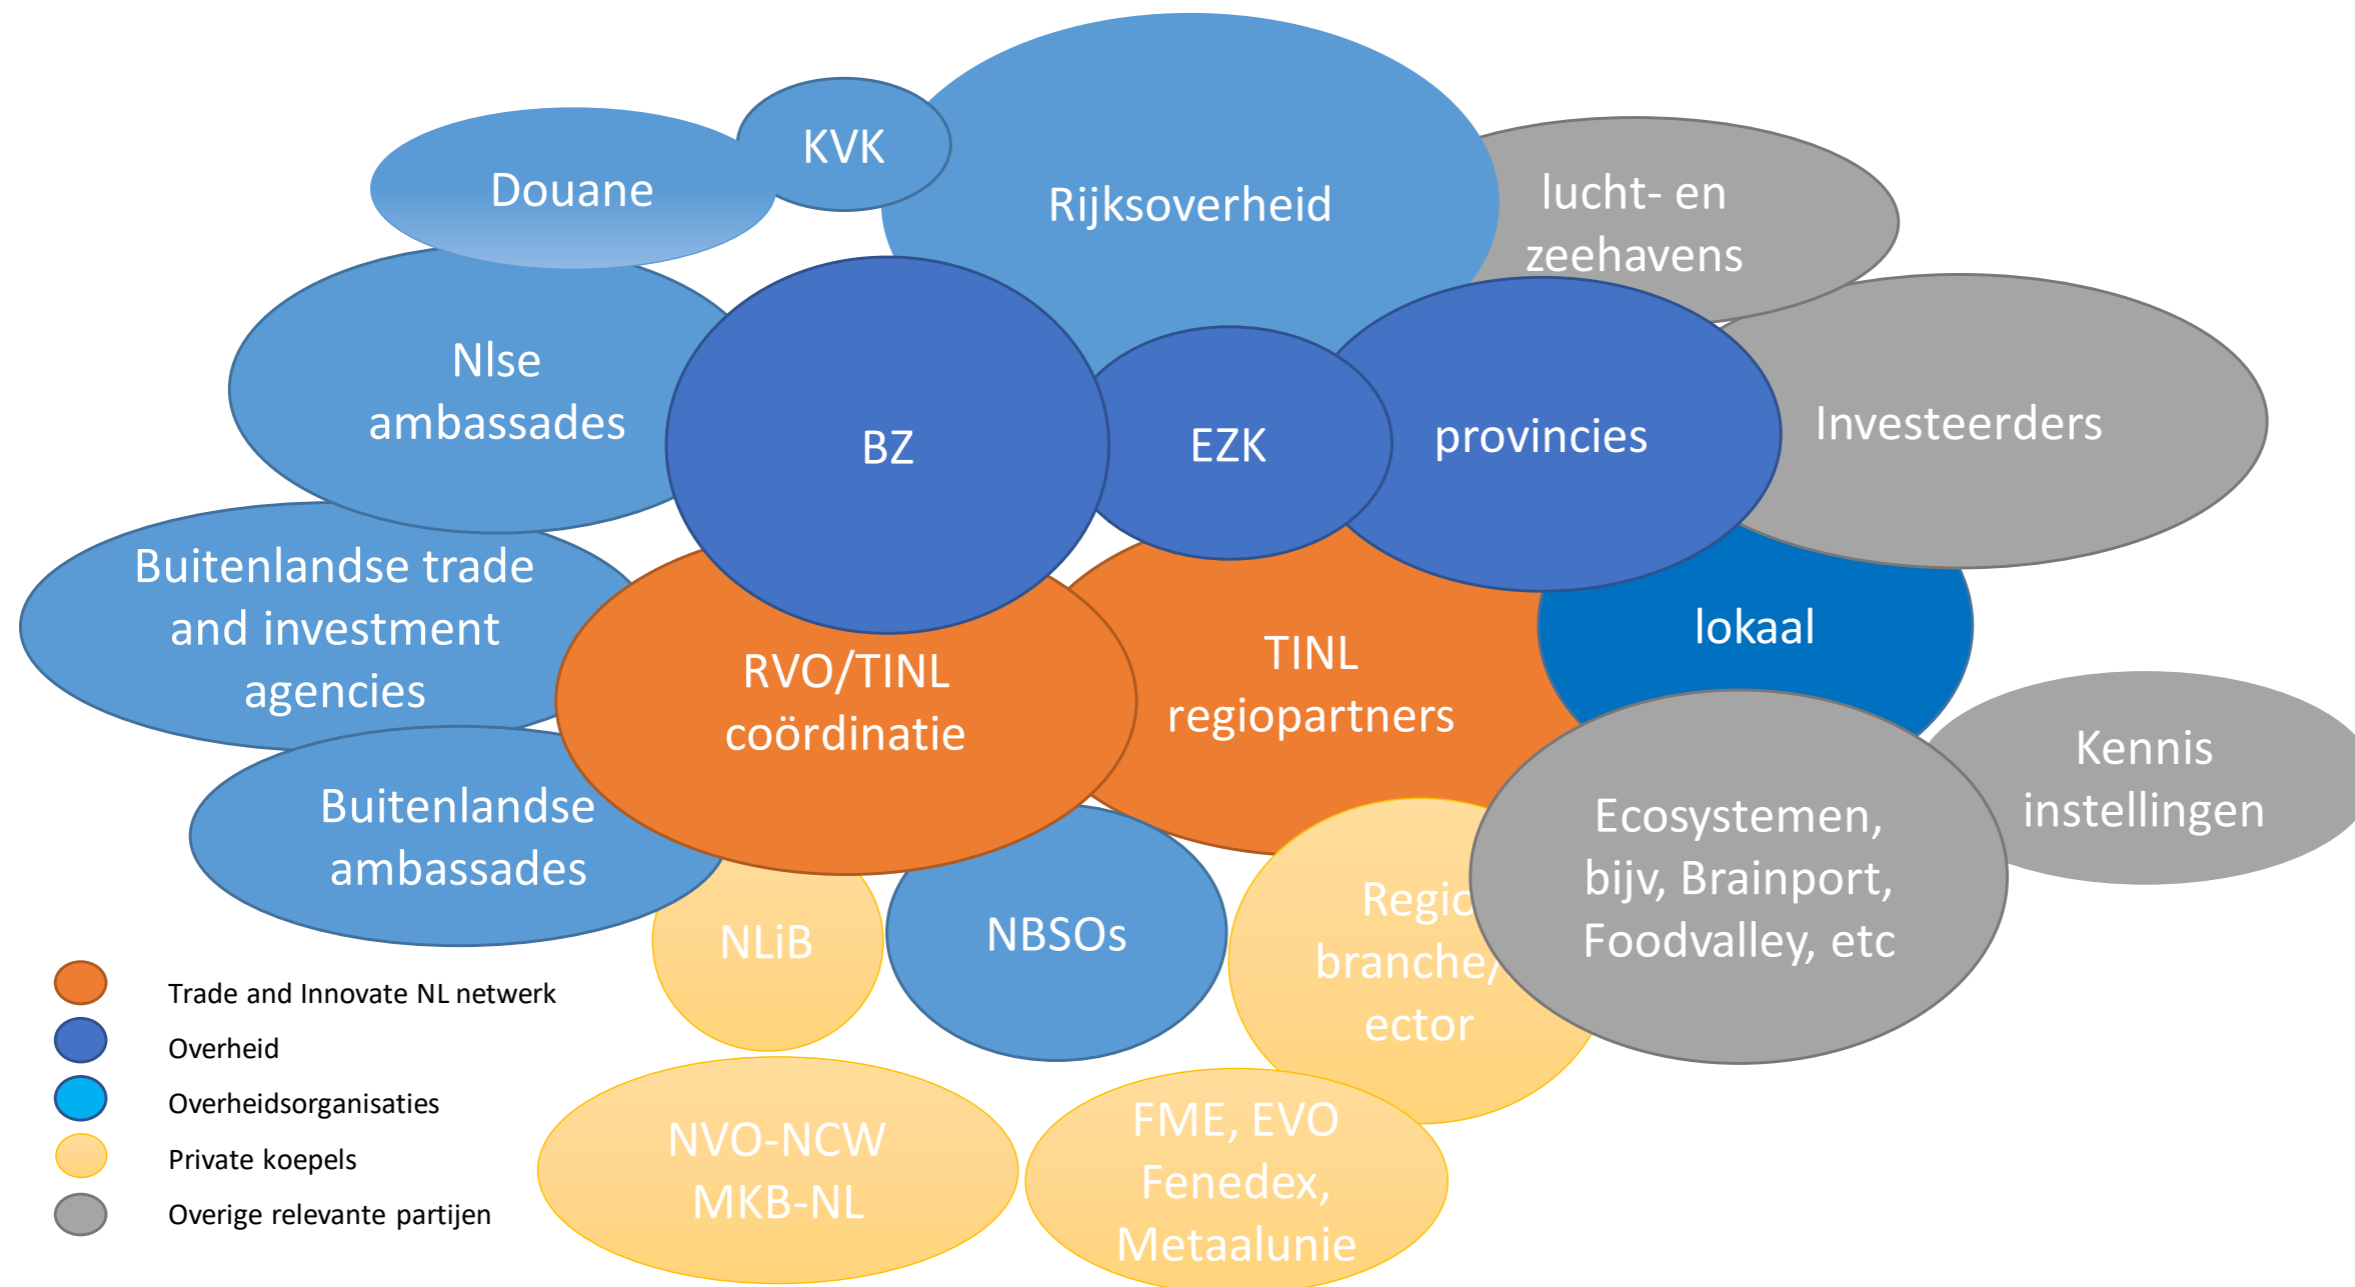 KVK
Douane
Rijksoverheid
lucht- en
zeehavens
Nlse
ambassades
BZ
EZK
provincies
Investeerders
Buitenlandse trade
and investment
agencies
RVO/TINL
coördinatie
TINL
regiopartners
lokaal
Kennis
instellingen
Buitenlandse
ambassades
Ecosystemen,
bijv, Brainport,
Foodvalley, etc
NLiB
NBSOs
Regio
branche/
ector
NVO-NCW
MKB-NL
FME, EVO
Fenedex,
Metaalunie
Trade and Innovate NL netwerk
Overheid
Overheidsorganisaties
Private koepels
Overige relevante partijen